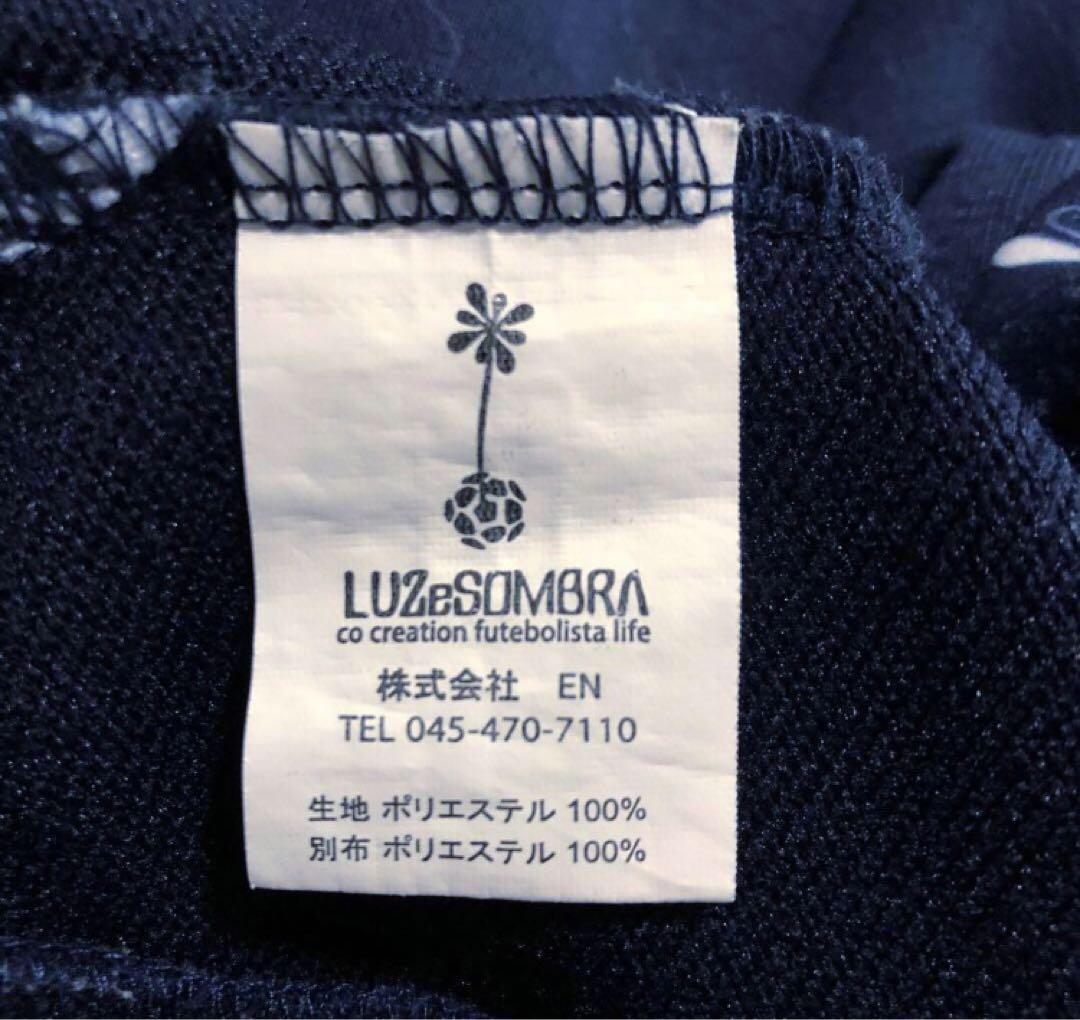 LUZeSOMBRA
co creation futebolista life
株式会社　EN
TEL 045-470-7110
生地 ポリエステル 100%
別布 ポリエステル 100%